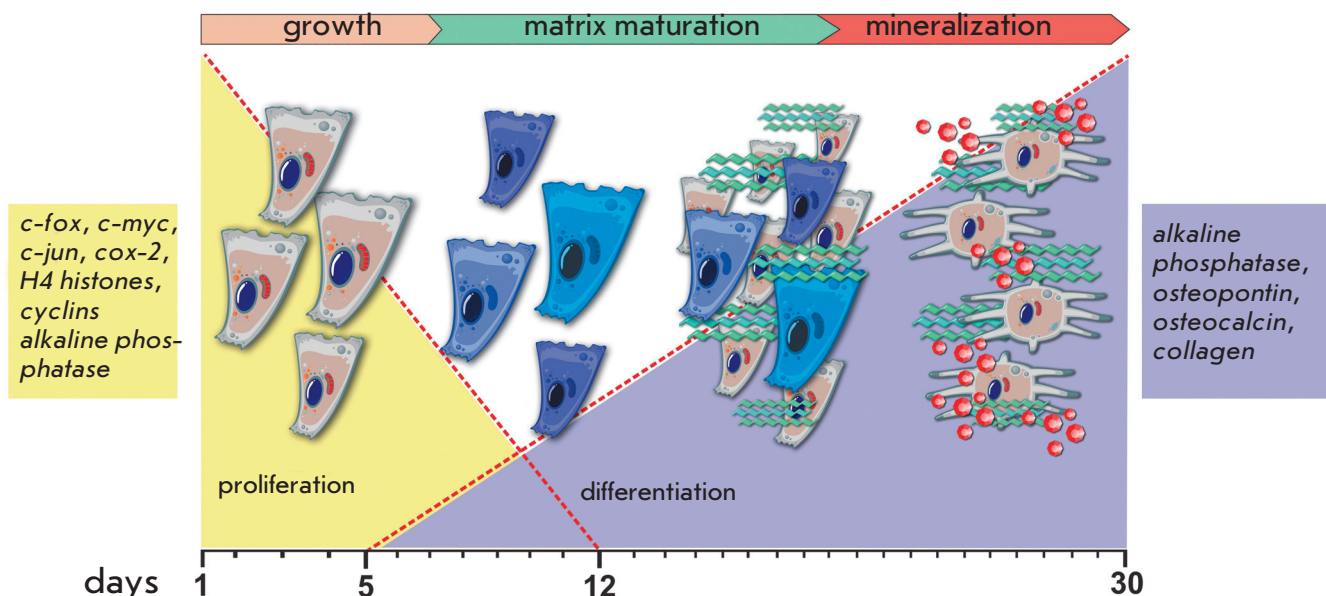 growth
matrix maturation
mineralization
c-fox, c-myc,
c-jun, cox-2,
H4 histones,
cyclins
alkaline phos-
phatase
alkaline
phosphatase,
osteopontin,
osteocalcin,
collagen
proliferation
differentiation
days
1
5
12
30